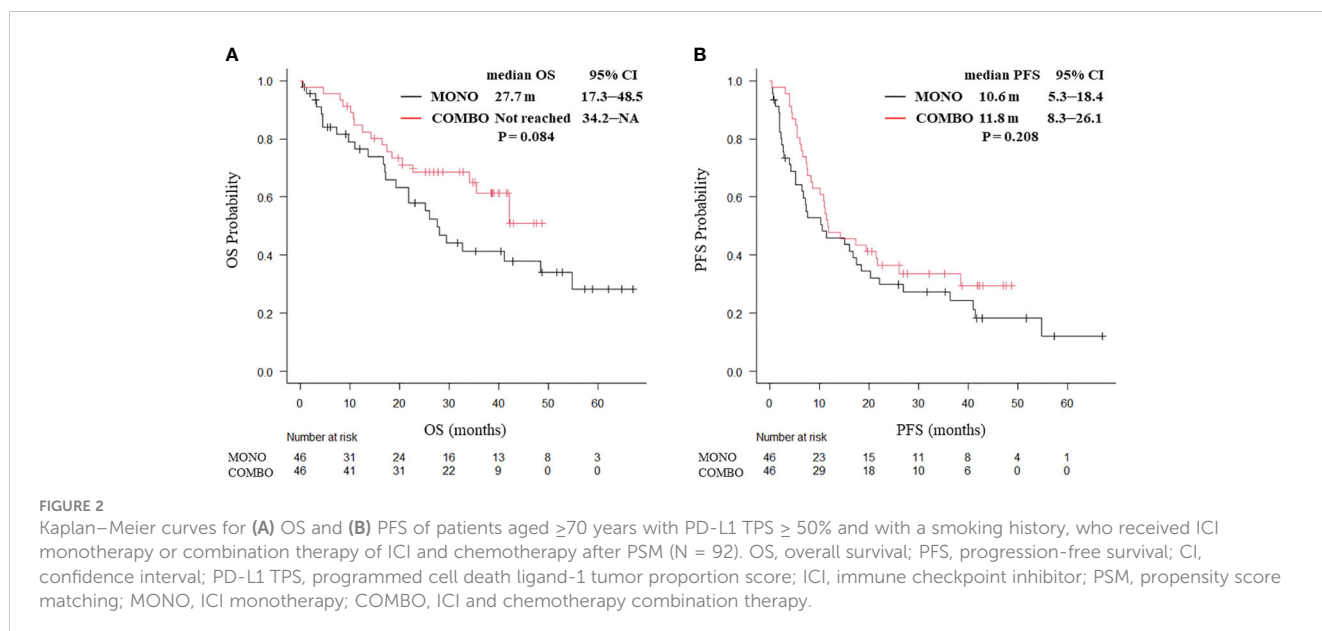 A
median OS 95% CI
MONO 27.7 m 17.3–48.5
COMBO Not reached 34.2–NA
P = 0.084
OS Probability
1.0
0.8
0.6
0.4
0.2
0.0
0 10 20 30 40 50 60
OS (months)
Number at risk
MONO 46 31 24 16 13 8 3
COMBO 46 41 31 22 9 0 0
B
median PFS 95% CI
MONO 10.6 m 5.3–18.4
COMBO 11.8 m 8.3–26.1
P = 0.208
PFS Probability
1.0
0.8
0.6
0.4
0.2
0.0
0 10 20 30 40 50 60
PFS (months)
Number at risk
MONO 46 23 15 11 8 4 1
COMBO 46 29 18 10 6 0 0
FIGURE 2
Kaplan–Meier curves for (A) OS and (B) PFS of patients aged ≥70 years with PD-L1 TPS ≥ 50% and with a smoking history, who received ICI
monotherapy or combination therapy of ICI and chemotherapy after PSM (N = 92). OS, overall survival; PFS, progression-free survival; CI,
confidence interval; PD-L1 TPS, programmed cell death ligand-1 tumor proportion score; ICI, immune checkpoint inhibitor; PSM, propensity score
matching; MONO, ICI monotherapy; COMBO, ICI and chemotherapy combination therapy.